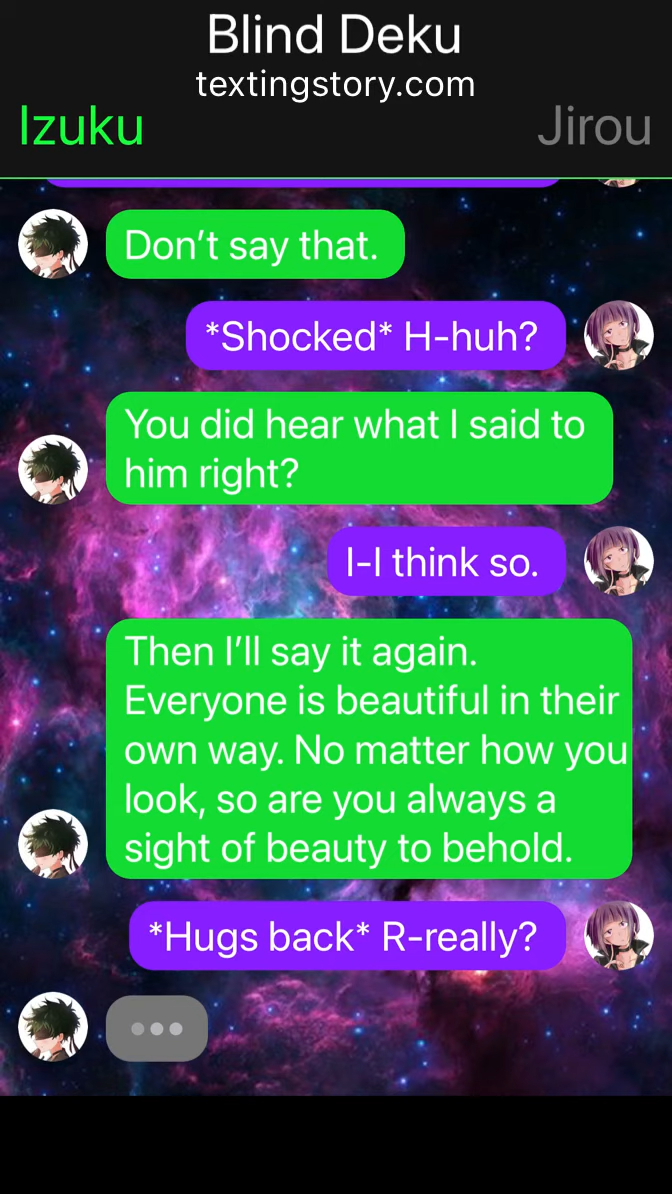 Blind Deku
textingstory.com
Izuku
Jirou
Don’t say that.
*Shocked* H-huh?
You did hear what I said to
him right?
I-I think so.
Then I’ll say it again.
Everyone is beautiful in their
own way. No matter how you
look, so are you always a
sight of beauty to behold.
*Hugs back* R-really?